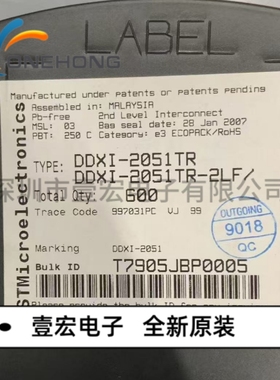 ONEHONG
LABEL
Manufactured under patents or patents pending
Assembled in: MALAYSIA
Pb-free 2nd Level Interconnect
MSL: 03 Bag seal date: 28 Jan 2007
PBT: 250 C Category: e3 ECOPACK/RoHS
STMicroelectronics
TYPE: DDXI-2051TR
DDXI-2051TR-2LF/
深圳市壹宏电子有限公司
Total Qty: 600
Trace Code 997031PC VJ 99
OUTGOING
9018
QC
Marking DDXI-2051
Bulk ID T7905JBP0005
壹宏电子 全新原装